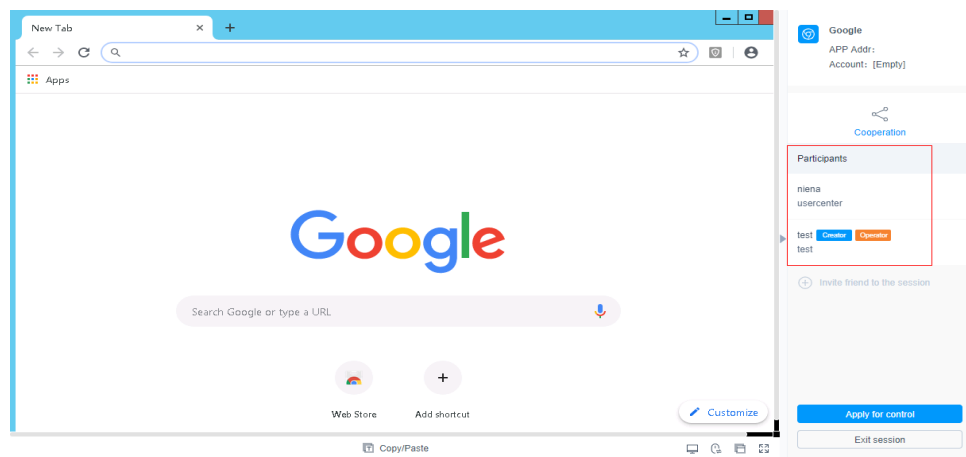 New Tab
Apps
Google
Search Google or type a URL
Web Store
Add shortcut
Customize
Copy/Paste
Google
APP Addr:
Account: [Empty]
Cooperation
Participants
niena
usercenter
test Creator Operator
test
Invite friend to the session
Apply for control
Exit session